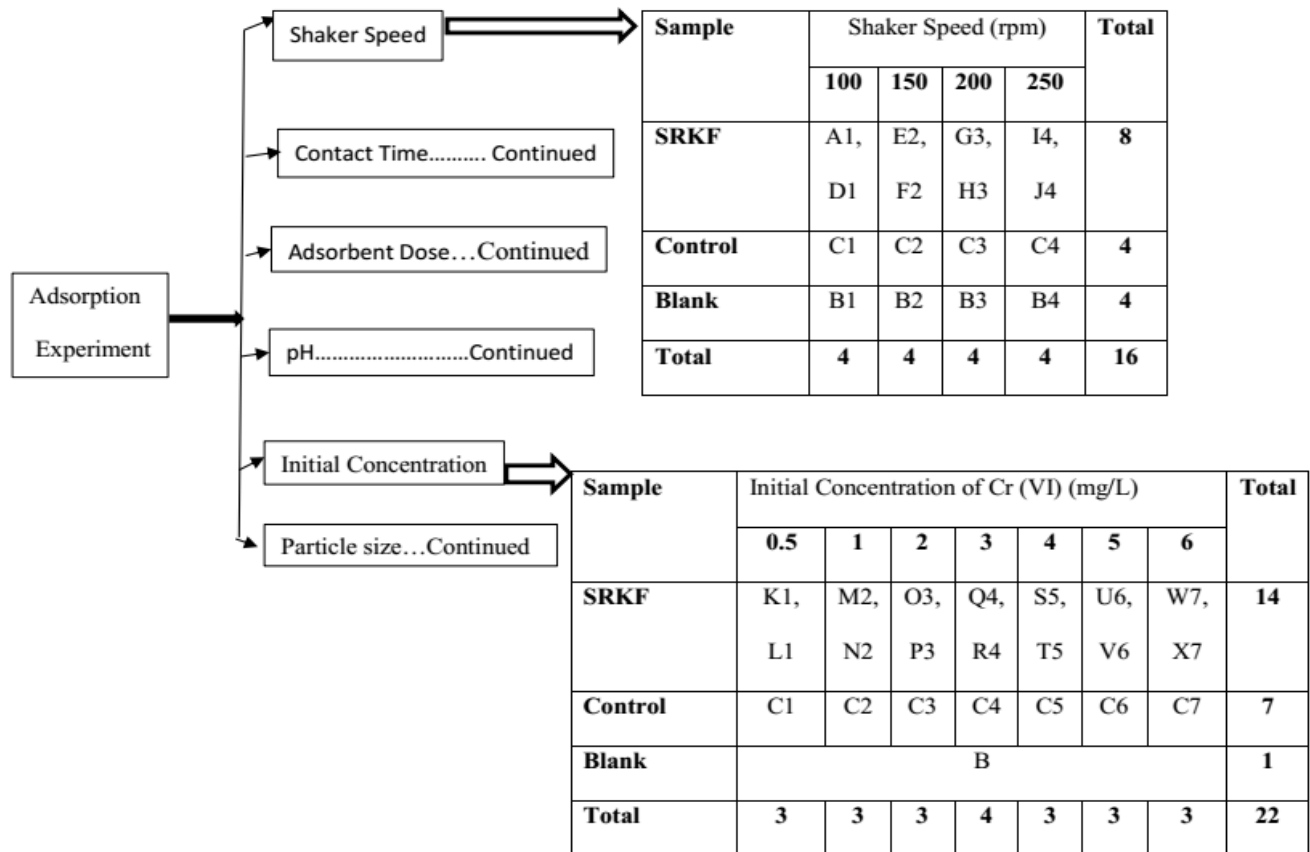 Shaker Speed
Contact Time.......... Continued
Adsorbent Dose...Continued
Adsorption
Experiment
pH............................Continued
Initial Concentration
Particle size...Continued
Sample Shaker Speed (rpm) Total
100 150 200 250
SRKF A1, E2, G3, I4, 8
D1 F2 H3 J4
Control C1 C2 C3 C4 4
Blank B1 B2 B3 B4 4
Total 4 4 4 4 16
Sample Initial Concentration of Cr (VI) (mg/L) Total
0.5 1 2 3 4 5 6
SRKF K1, M2, O3, Q4, S5, U6, W7, 14
L1 N2 P3 R4 T5 V6 X7
Control C1 C2 C3 C4 C5 C6 C7 7
Blank B 1
Total 3 3 3 4 3 3 3 22